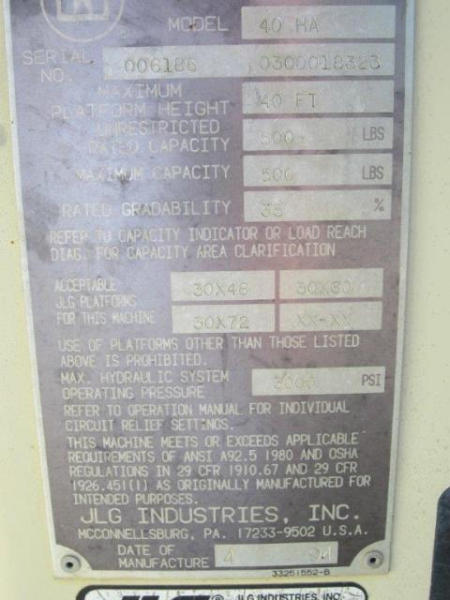 MODEL 40 HA
SERIAL NO. 006186 0300018323
MAXIMUM PLATFORM HEIGHT 40 FT
UNRESTRICTED RATED CAPACITY 500 LBS
MAXIMUM CAPACITY 500 LBS
RATED GRADABILITY 35 %
REFER TO CAPACITY INDICATOR OR LOAD REACH
DIAG. FOR CAPACITY AREA CLARIFICATION
ACCEPTABLE 30X48
JLG PLATFORMS
FOR THIS MACHINE 30X72 XX-XX
USE OF PLATFORMS OTHER THAN THOSE LISTED
ABOVE IS PROHIBITED.
MAX. HYDRAULIC SYSTEM
OPERATING PRESSURE 3000 PSI
REFER TO OPERATION MANUAL FOR INDIVIDUAL
CIRCUIT RELIEF SETTINGS.
THIS MACHINE MEETS OR EXCEEDS APPLICABLE
REQUIREMENTS OF ANSI A92.5 1980 AND OSHA
REGULATIONS IN 29 CFR 1910.67 AND 29 CFR
1926.451(1) AS ORIGINALLY MANUFACTURED FOR
INTENDED PURPOSES.
JLG INDUSTRIES, INC.
MCCONNELLSBURG, PA. 17233-9502 U.S.A.
DATE OF MANUFACTURE 4 91
3251552-B
JLG INDUSTRIES, INC.